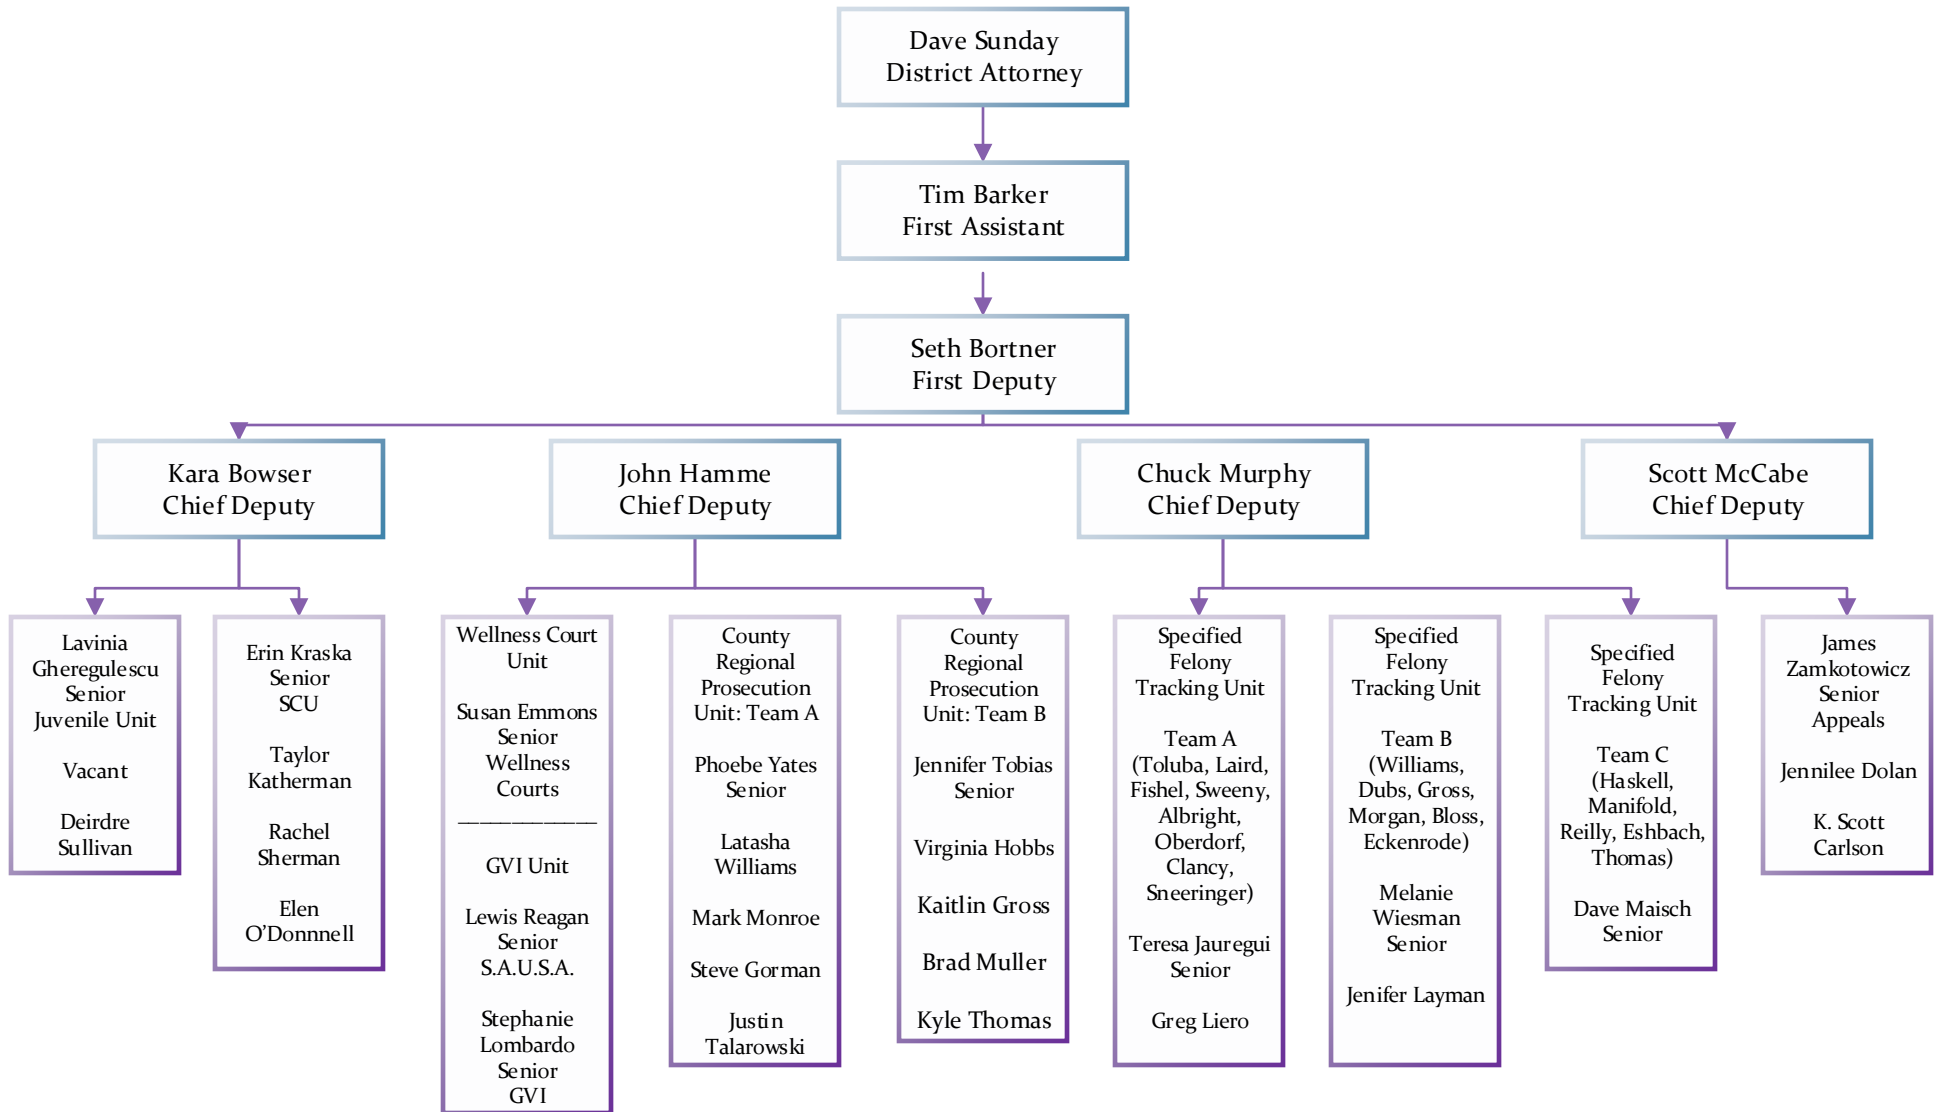 Dave Sunday
District Attorney
Tim Barker
First Assistant
Seth Bortner
First Deputy
Kara Bowser
Chief Deputy
John Hamme
Chief Deputy
Chuck Murphy
Chief Deputy
Scott McCabe
Chief Deputy
Lavinia
Gheregulescu
Senior
Juvenile Unit
Vacant
Deirdre
Sullivan
Erin Kraska
Senior
SCU
Taylor
Katherman
Rachel
Sherman
Elen
O'Donnnell
Wellness Court
Unit
Susan Emmons
Senior
Wellness
Courts
_____________
GVI Unit
Lewis Reagan
Senior
S.A.U.S.A.
Stephanie
Lombardo
Senior
GVI
County
Regional
Prosecution
Unit: Team A
Phoebe Yates
Senior
Latasha
Williams
Mark Monroe
Steve Gorman
Justin
Talarowski
County
Regional
Prosecution
Unit: Team B
Jennifer Tobias
Senior
Virginia Hobbs
Kaitlin Gross
Brad Muller
Kyle Thomas
Specified
Felony
Tracking Unit
Team A
(Toluba, Laird,
Fishel, Sweeny,
Albright,
Oberdorf,
Clancy,
Sneeringer)
Teresa Jauregui
Senior
Greg Liero
Specified
Felony
Tracking Unit
Team B
(Williams,
Dubs, Gross,
Morgan, Bloss,
Eckenrode)
Melanie
Wiesman
Senior
Jenifer Layman
Specified
Felony
Tracking Unit
Team C
(Haskell,
Manifold,
Reilly, Eshbach,
Thomas)
Dave Maisch
Senior
James
Zamkotowicz
Senior
Appeals
Jennilee Dolan
K. Scott
Carlson